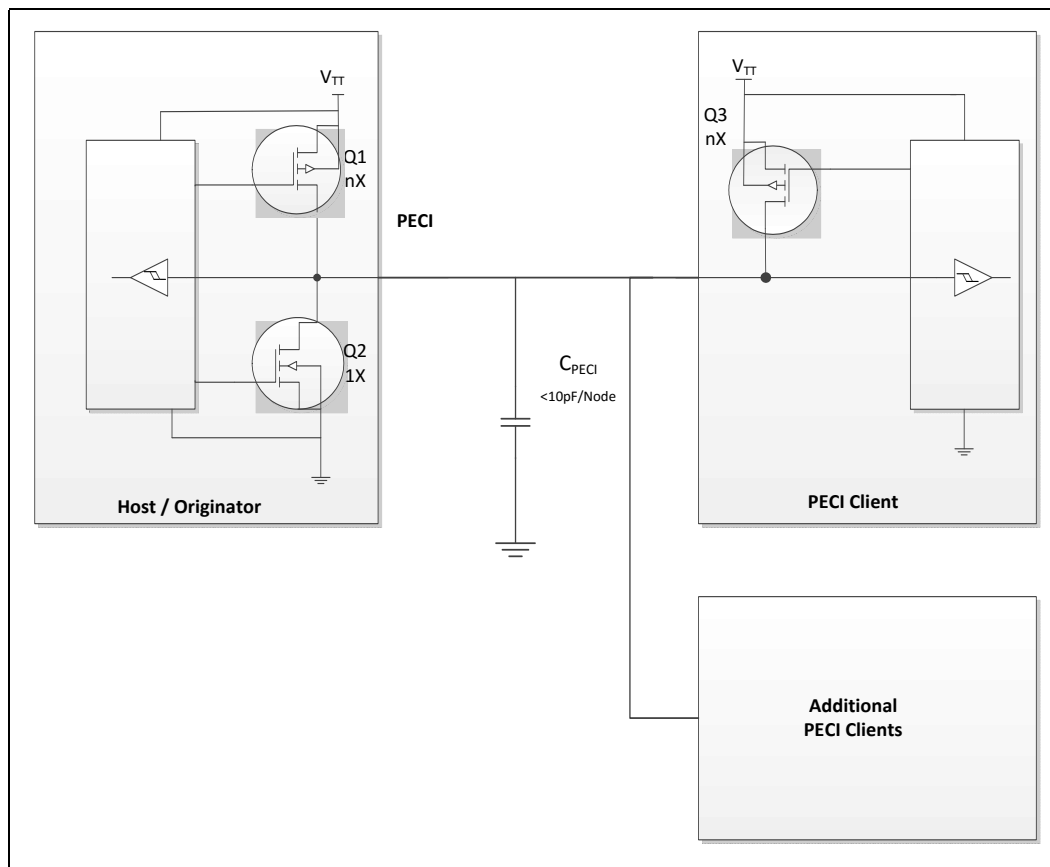 V_TT
Q1
nX
Q2
1X
Host / Originator
PECI
C_PECI
<10pF/Node
V_TT
Q3
nX
PECI Client
Additional
PECI Clients